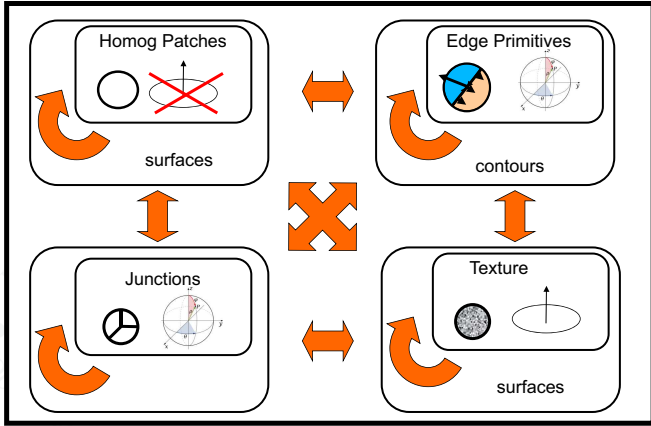 Homog Patches
surfaces
Edge Primitives
contours
Junctions
Texture
surfaces